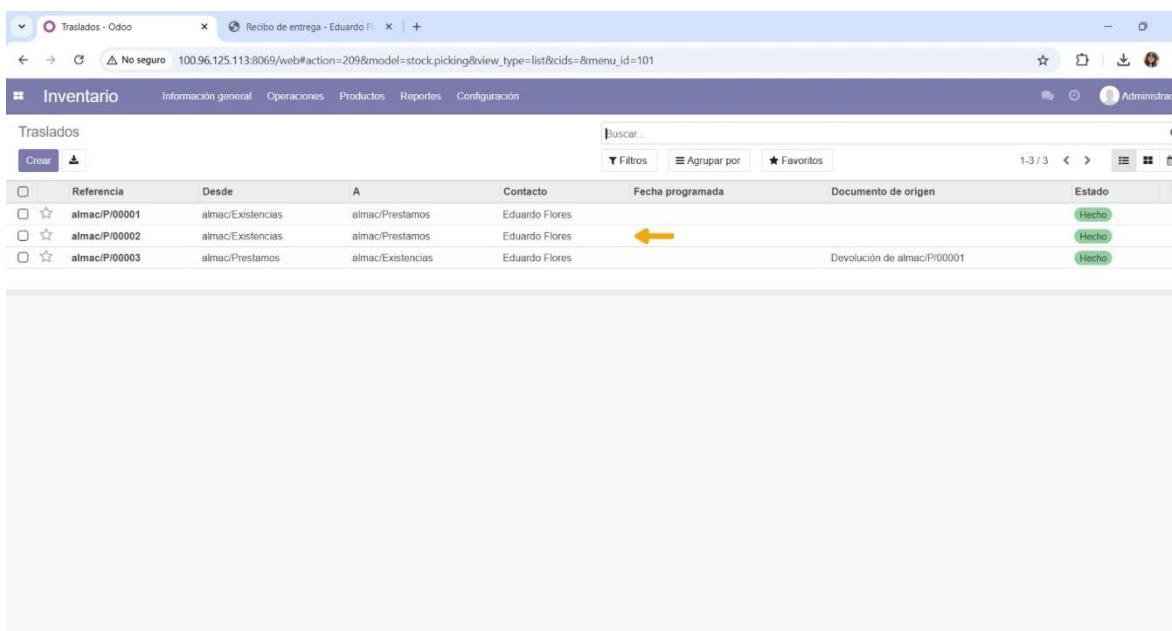 Traslados - Odoo
Recibo de entrega - Eduardo Fl
No seguro 100.96.125.113:8069/web#action=209&model=stock.picking&view_type=list&cids=&menu_id=101
Inventario Información general Operaciones Productos Reportes Configuración Administrac
Traslados Buscar...
Crear Filtros Agrupar por Favoritos 1-3 / 3
Referencia Desde A Contacto Fecha programada Documento de origen Estado
almac/P/00001 almac/Existencias almac/Prestamos Eduardo Flores Hecho
almac/P/00002 almac/Existencias almac/Prestamos Eduardo Flores Hecho
almac/P/00003 almac/Prestamos almac/Existencias Eduardo Flores Devolución de almac/P/00001 Hecho